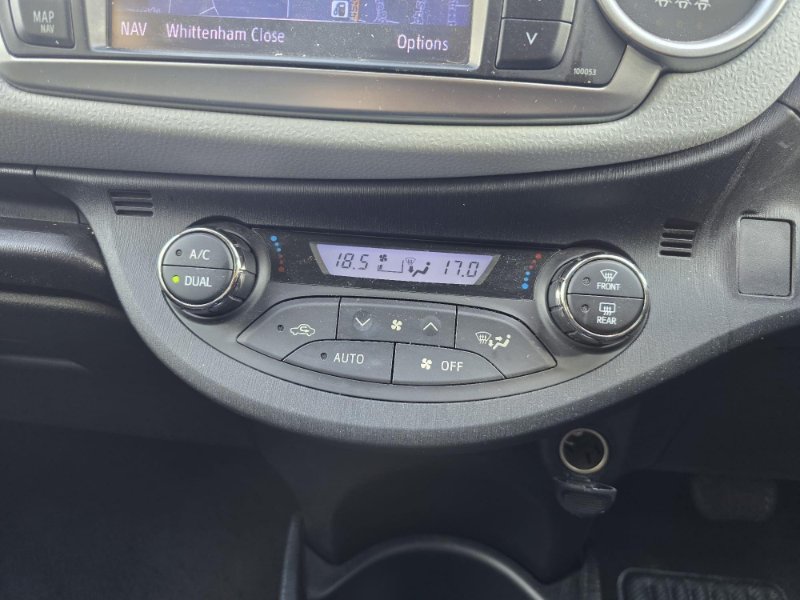 MAP
NAV
NAV Whittenham Close
Options
100053
A/C
DUAL
18.5
17.0
FRONT
REAR
AUTO
OFF